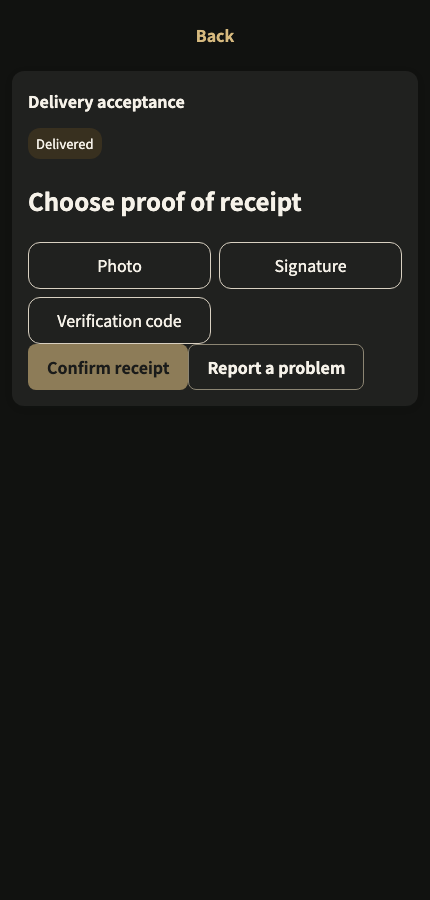 Back
Delivery acceptance
Delivered
Choose proof of receipt
Photo Signature
Verification code
Confirm receipt Report a problem